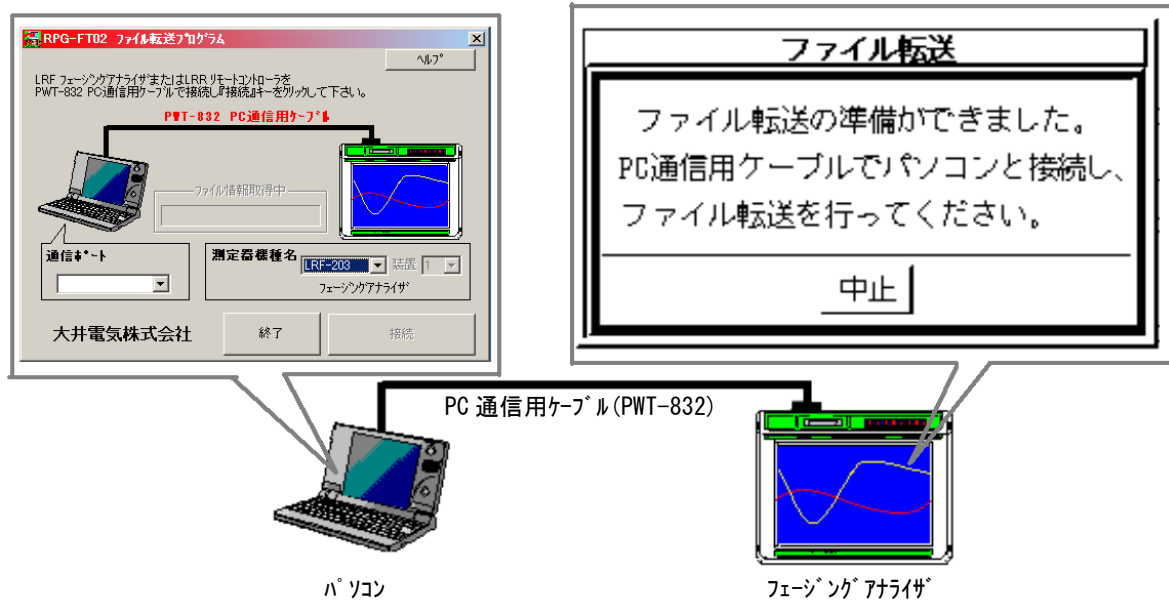 RPG-FT02 ﾌｧｲﾙ転送ﾌﾟﾛｸﾞﾗﾑ
ﾍﾙﾌﾟ
LRF ﾌｪｰｼﾞﾝｸﾞｱﾅﾗｲｻﾞまたはLRR ﾘﾓｰﾄｺﾝﾄﾛｰﾗを
PWT-832 PC通信用ｹｰﾌﾞﾙで接続し『接続』ｷｰをｸﾘｯｸして下さい。
PWT-832 PC通信用ｹｰﾌﾞﾙ
ﾌｧｲﾙ情報取得中
通信ﾎﾟｰﾄ
測定器機種名 LRF-203 装置 1
ﾌｪｰｼﾞﾝｸﾞｱﾅﾗｲｻﾞ
大井電気株式会社 終了 接続
ファイル転送
ファイル転送の準備ができました。
PC通信用ケーブルでパソコンと接続し、
ファイル転送を行ってください。
中止
PC 通信用ｹｰﾌﾞﾙ(PWT-832)
ﾊﾟｿｺﾝ
ﾌｪｰｼﾞﾝｸﾞｱﾅﾗｲｻﾞ